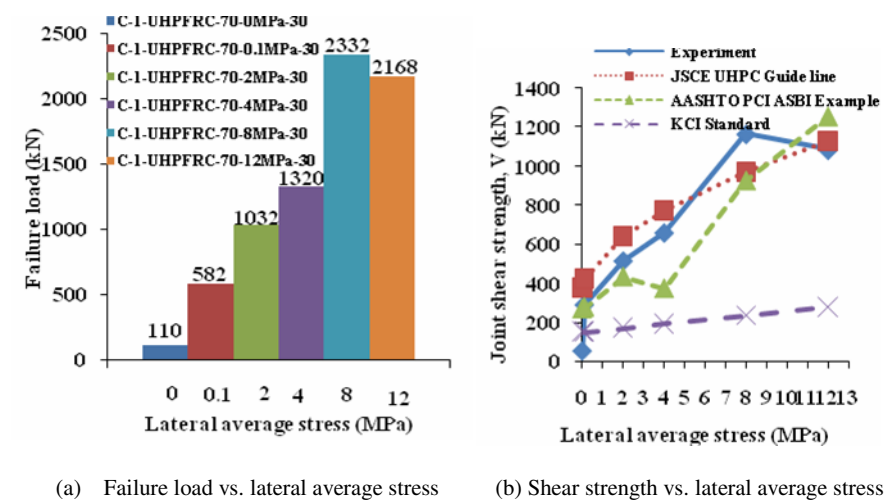 C-1-UHPFRC-70-0MPa-30
C-1-UHPFRC-70-0.1MPa-30
C-1-UHPFRC-70-2MPa-30
C-1-UHPFRC-70-4MPa-30
C-1-UHPFRC-70-8MPa-30
C-1-UHPFRC-70-12MPa-30
2500
2000
1500
1000
500
0
Failure load (kN)
110
582
1032
1320
2332
2168
0 0.1 2 4 8 12
Lateral average stress (MPa)
(a) Failure load vs. lateral average stress
Experiment
JSCE UHPC Guide line
AASHTO PCI ASBI Example
KCI Standard
1400
1200
1000
800
600
400
200
0
Joint shear strength, V (kN)
0 1 2 3 4 5 6 7 8 9 10 11 12 13
Lateral average stress (MPa)
(b) Shear strength vs. lateral average stress